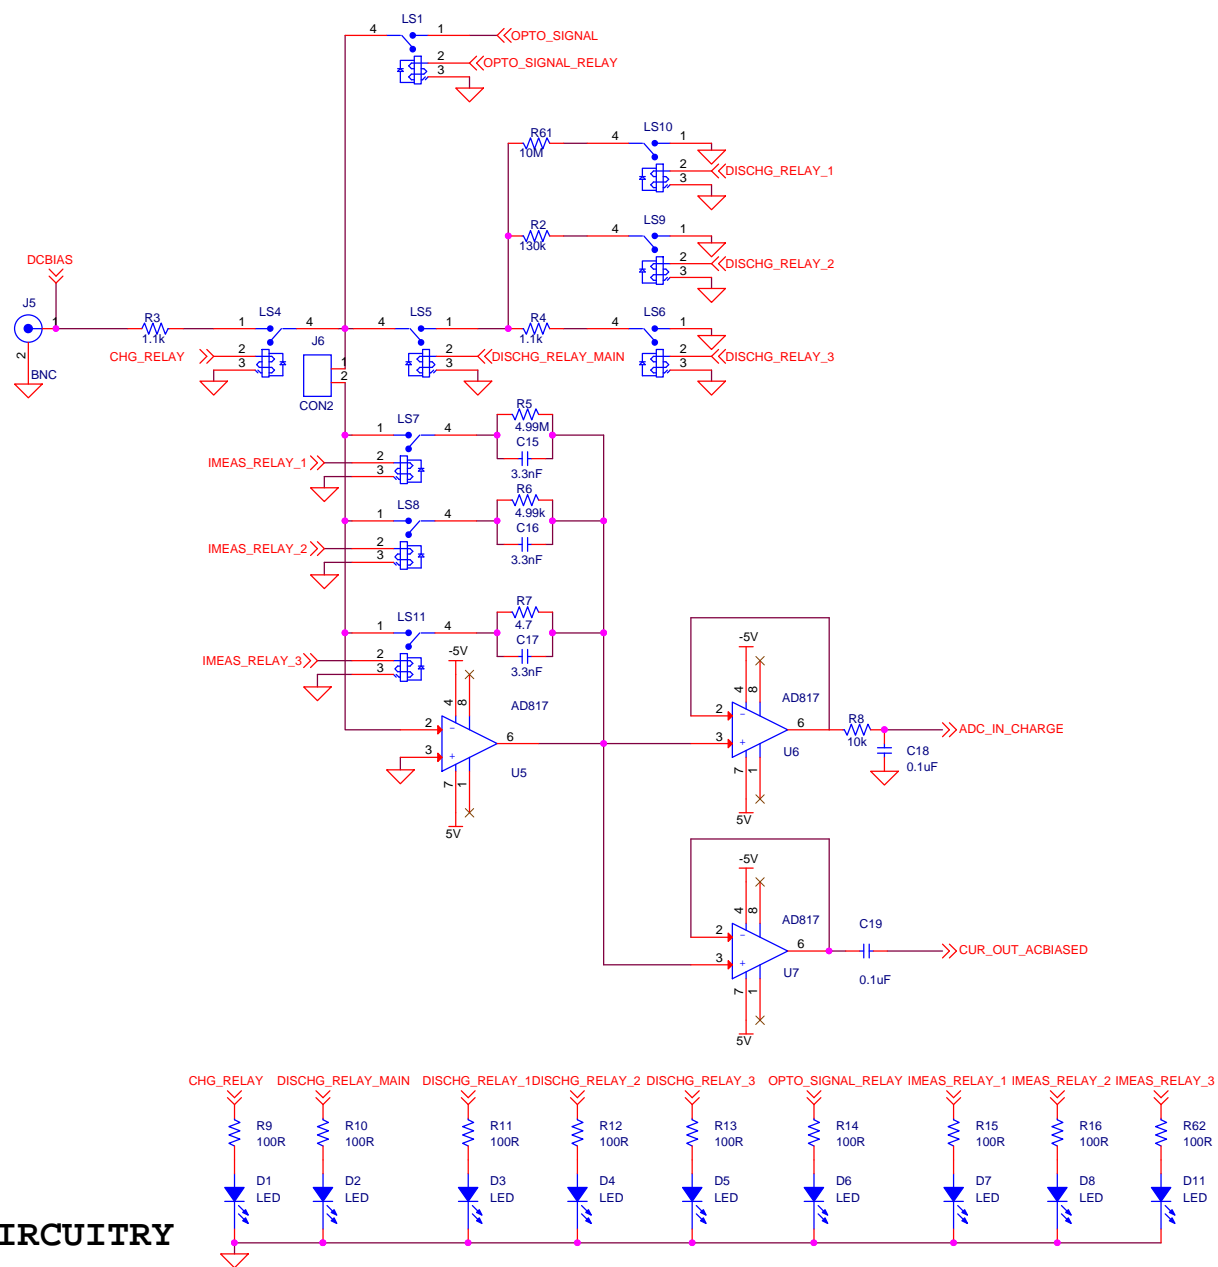 LS1
4 1 OPTO_SIGNAL
2 OPTO_SIGNAL_RELAY
3
R61 4 LS10 1
10M
2 DISCHG_RELAY_1
3
R2 4 LS9 1
130k
2 DISCHG_RELAY_2
3
DCBIAS
J5
1
2
BNC
R3 1 LS4 4
1.1k
CHG_RELAY 2
3
J6
1
2
CON2
4 LS5 1
2 DISCHG_RELAY_MAIN
3
R4 4 LS6 1
1.1k
2 DISCHG_RELAY_3
3
1 LS7 4
IMEAS_RELAY_1 2
3
R5
4.99M
C15
3.3nF
1 LS8 4
IMEAS_RELAY_2 2
3
R6
4.99k
C16
3.3nF
1 LS11 4
IMEAS_RELAY_3 2
3
R7
4.7
C17
3.3nF
-5V
4 8
AD817
2 -
3 +
6
U5
7 1
5V
-5V
4 8
AD817
2 -
3 +
6
U6
7 1
5V
R8
10k
ADC_IN_CHARGE
C18
0.1uF
-5V
4 8
AD817
2 -
3 +
6
U7
7 1
5V
C19
0.1uF
CUR_OUT_ACBIASED
CHG_RELAY DISCHG_RELAY_MAIN DISCHG_RELAY_1 DISCHG_RELAY_2 DISCHG_RELAY_3 OPTO_SIGNAL_RELAY IMEAS_RELAY_1 IMEAS_RELAY_2 IMEAS_RELAY_3
R9 R10 R11 R12 R13 R14 R15 R16 R62
100R 100R 100R 100R 100R 100R 100R 100R 100R
D1 D2 D3 D4 D5 D6 D7 D8 D11
LED LED LED LED LED LED LED LED LED
IRCUITRY